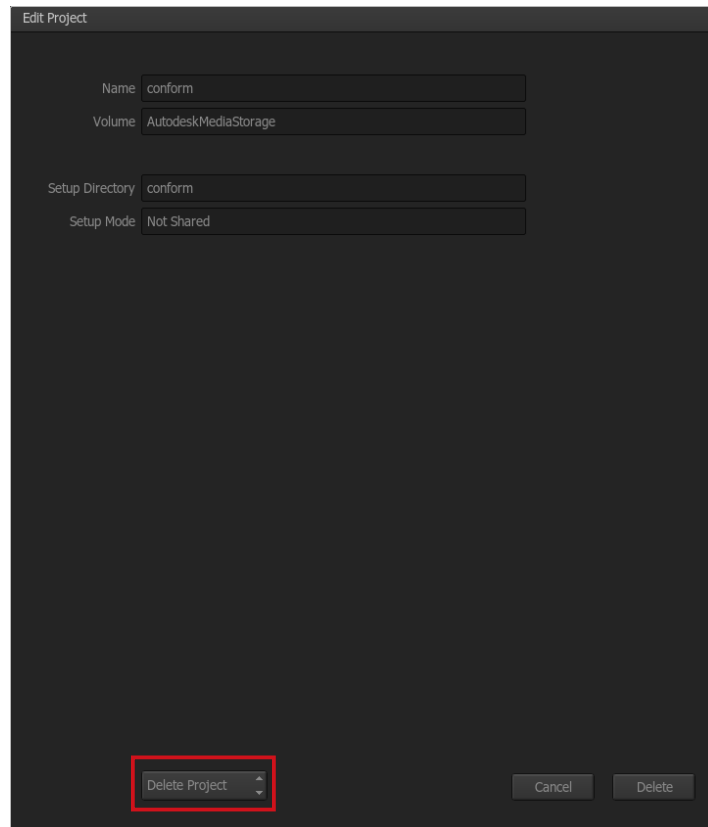 Edit Project
Name conform
Volume AutodeskMediaStorage
Setup Directory conform
Setup Mode Not Shared
Delete Project Cancel Delete